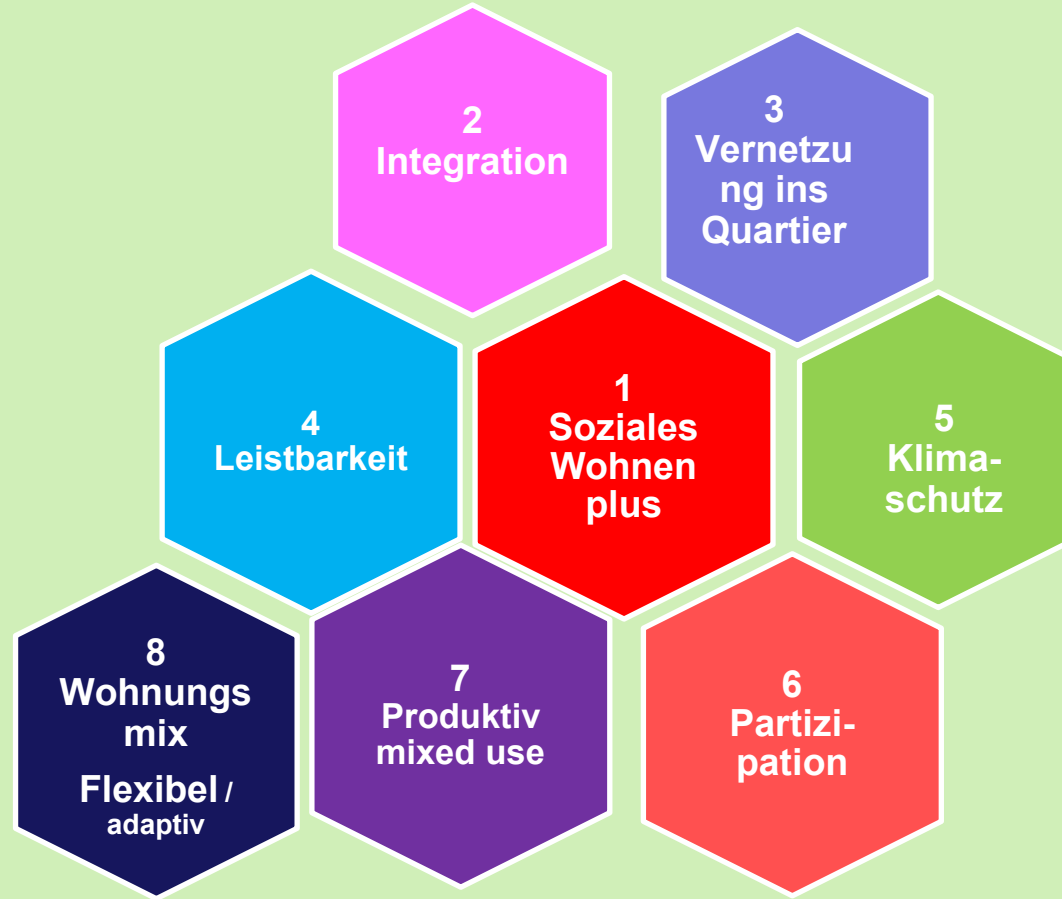 2
Integration
3
Vernetzu
ng ins
Quartier
4
Leistbarkeit
1
Soziales
Wohnen
plus
5
Klima-
schutz
8
Wohnungs
mix
Flexibel /
adaptiv
7
Produktiv
mixed use
6
Partizi-
pation